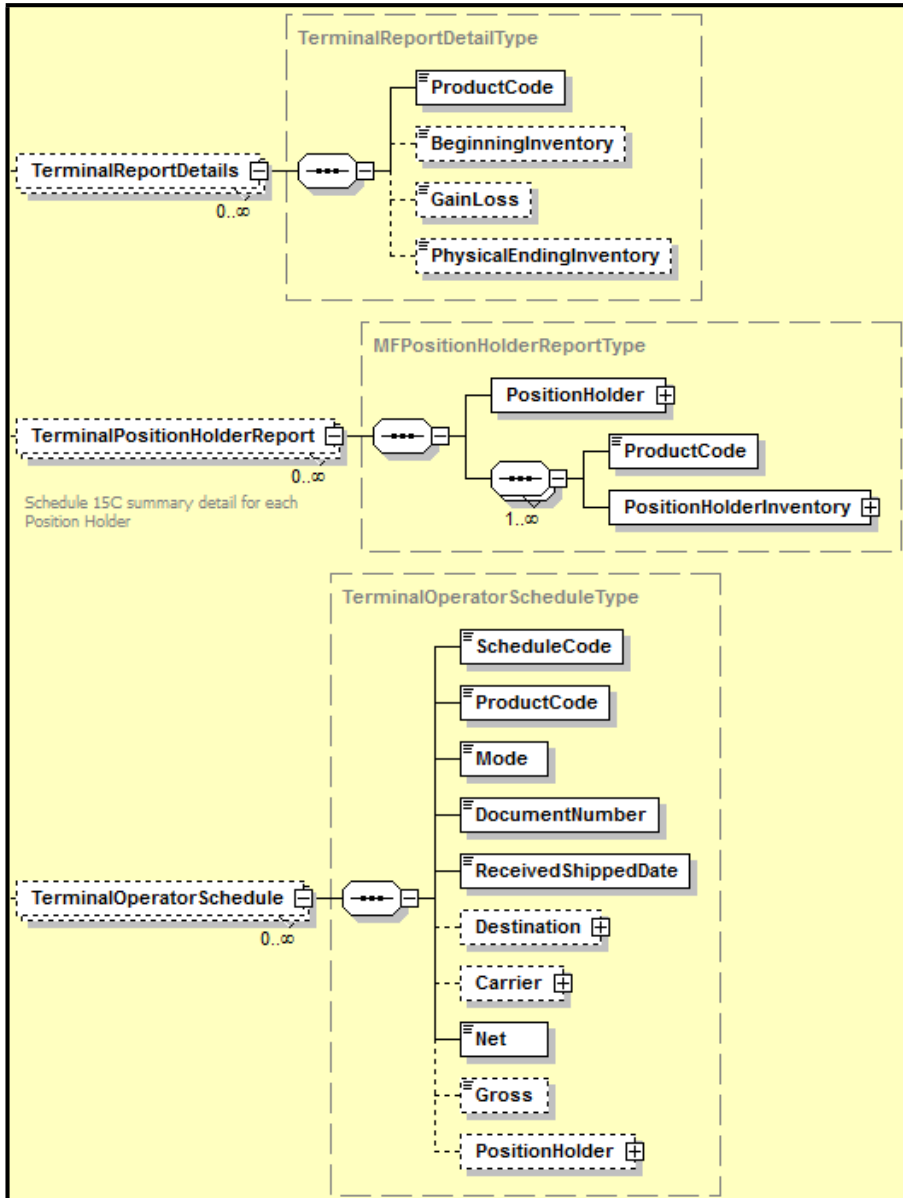 TerminalReportDetailType
ProductCode
BeginningInventory
TerminalReportDetails
0..∞
GainLoss
PhysicalEndingInventory
MFPositionHolderReportType
PositionHolder
TerminalPositionHolderReport
0..∞
ProductCode
1..∞
PositionHolderInventory
Schedule 15C summary detail for each
Position Holder
TerminalOperatorScheduleType
ScheduleCode
ProductCode
Mode
DocumentNumber
ReceivedShippedDate
TerminalOperatorSchedule
0..∞
Destination
Carrier
Net
Gross
PositionHolder